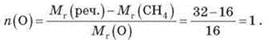 n(O) = (Mᵣ(реч.) − Mᵣ(CH₄)) / Mᵣ(O) = (32−16) / 16 = 1.